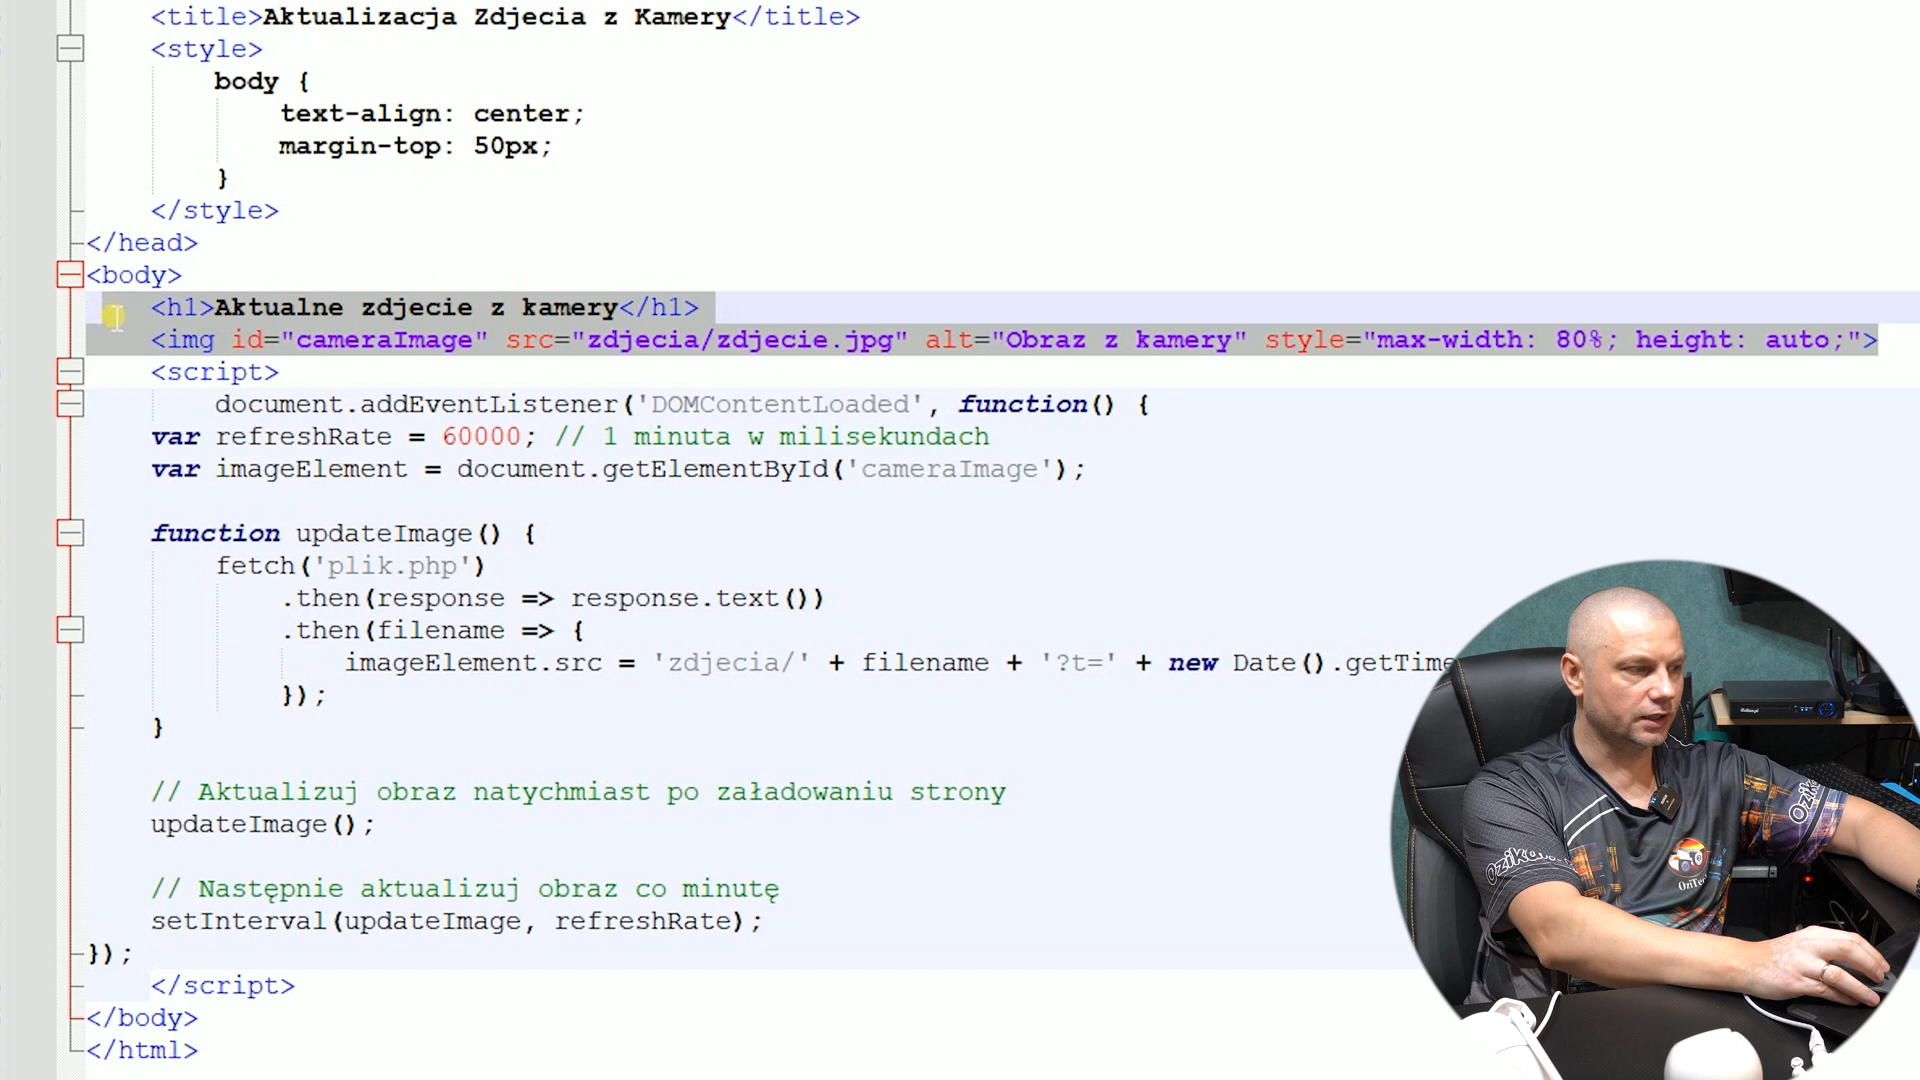 <title>Aktualizacja Zdjecia z Kamery</title>
<style>
body {
text-align: center;
margin-top: 50px;
}
</style>
</head>
<body>
<h1>Aktualne zdjecie z kamery</h1>
<img id="cameraImage" src="zdjecia/zdjecie.jpg" alt="Obraz z kamery" style="max-width: 80%; height: auto;">
<script>
document.addEventListener('DOMContentLoaded', function() {
var refreshRate = 60000; // 1 minuta w milisekundach
var imageElement = document.getElementById('cameraImage');
function updateImage() {
fetch('plik.php')
.then(response => response.text())
.then(filename => {
imageElement.src = 'zdjecia/' + filename + '?t=' + new Date().getTime
});
}
// Aktualizuj obraz natychmiast po załadowaniu strony
updateImage();
// Następnie aktualizuj obraz co minutę
setInterval(updateImage, refreshRate);
});
</script>
</body>
</html>